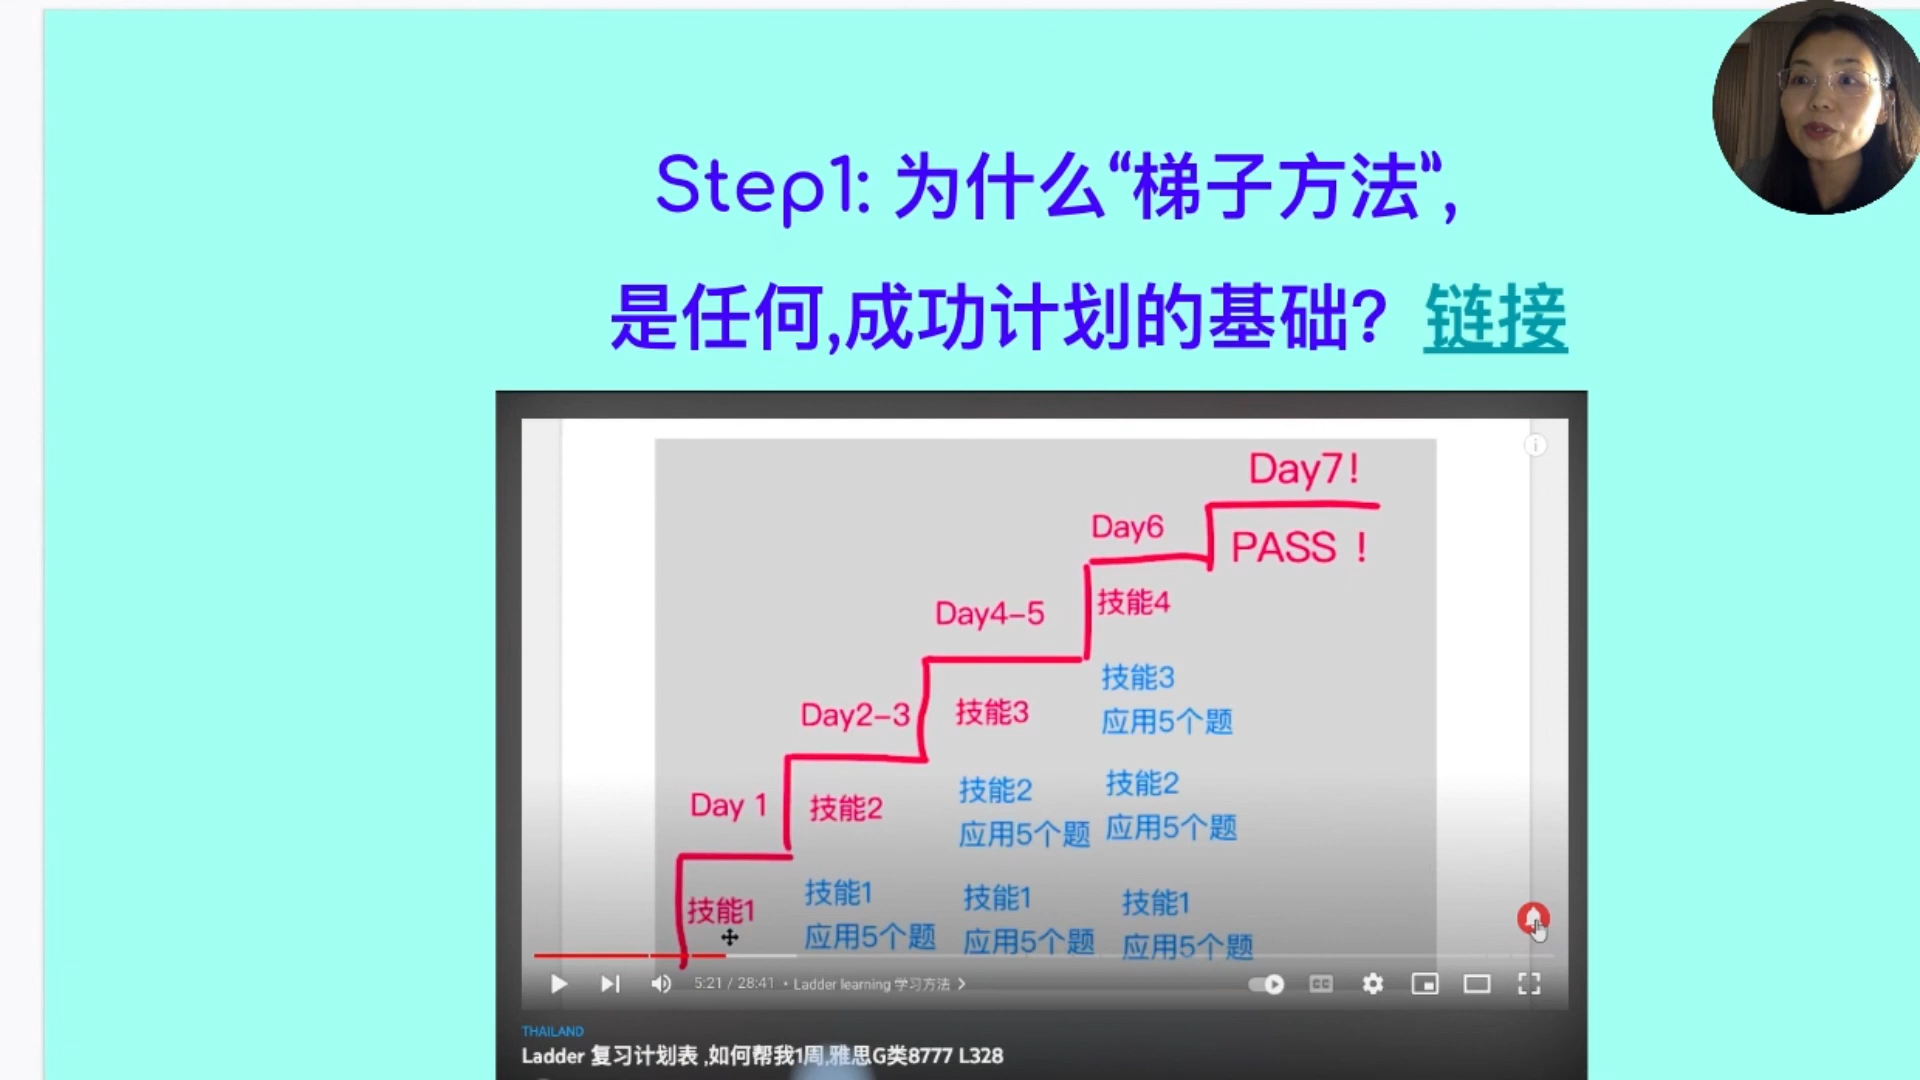 Step1: 为什么“梯子方法”,
是任何,成功计划的基础? 链接
Day7!
Day6
PASS !
Day4-5
技能4
技能3
应用5个题
Day2-3
技能3
技能2
应用5个题
技能2
应用5个题
Day 1
技能2
技能1
技能1
应用5个题
技能1
应用5个题
技能1
应用5个题
5:21 / 28:41 • Ladder learning 学习方法 >
CC
THAILAND
Ladder 复习计划表 ,如何帮我1周,雅思G类8777 L328